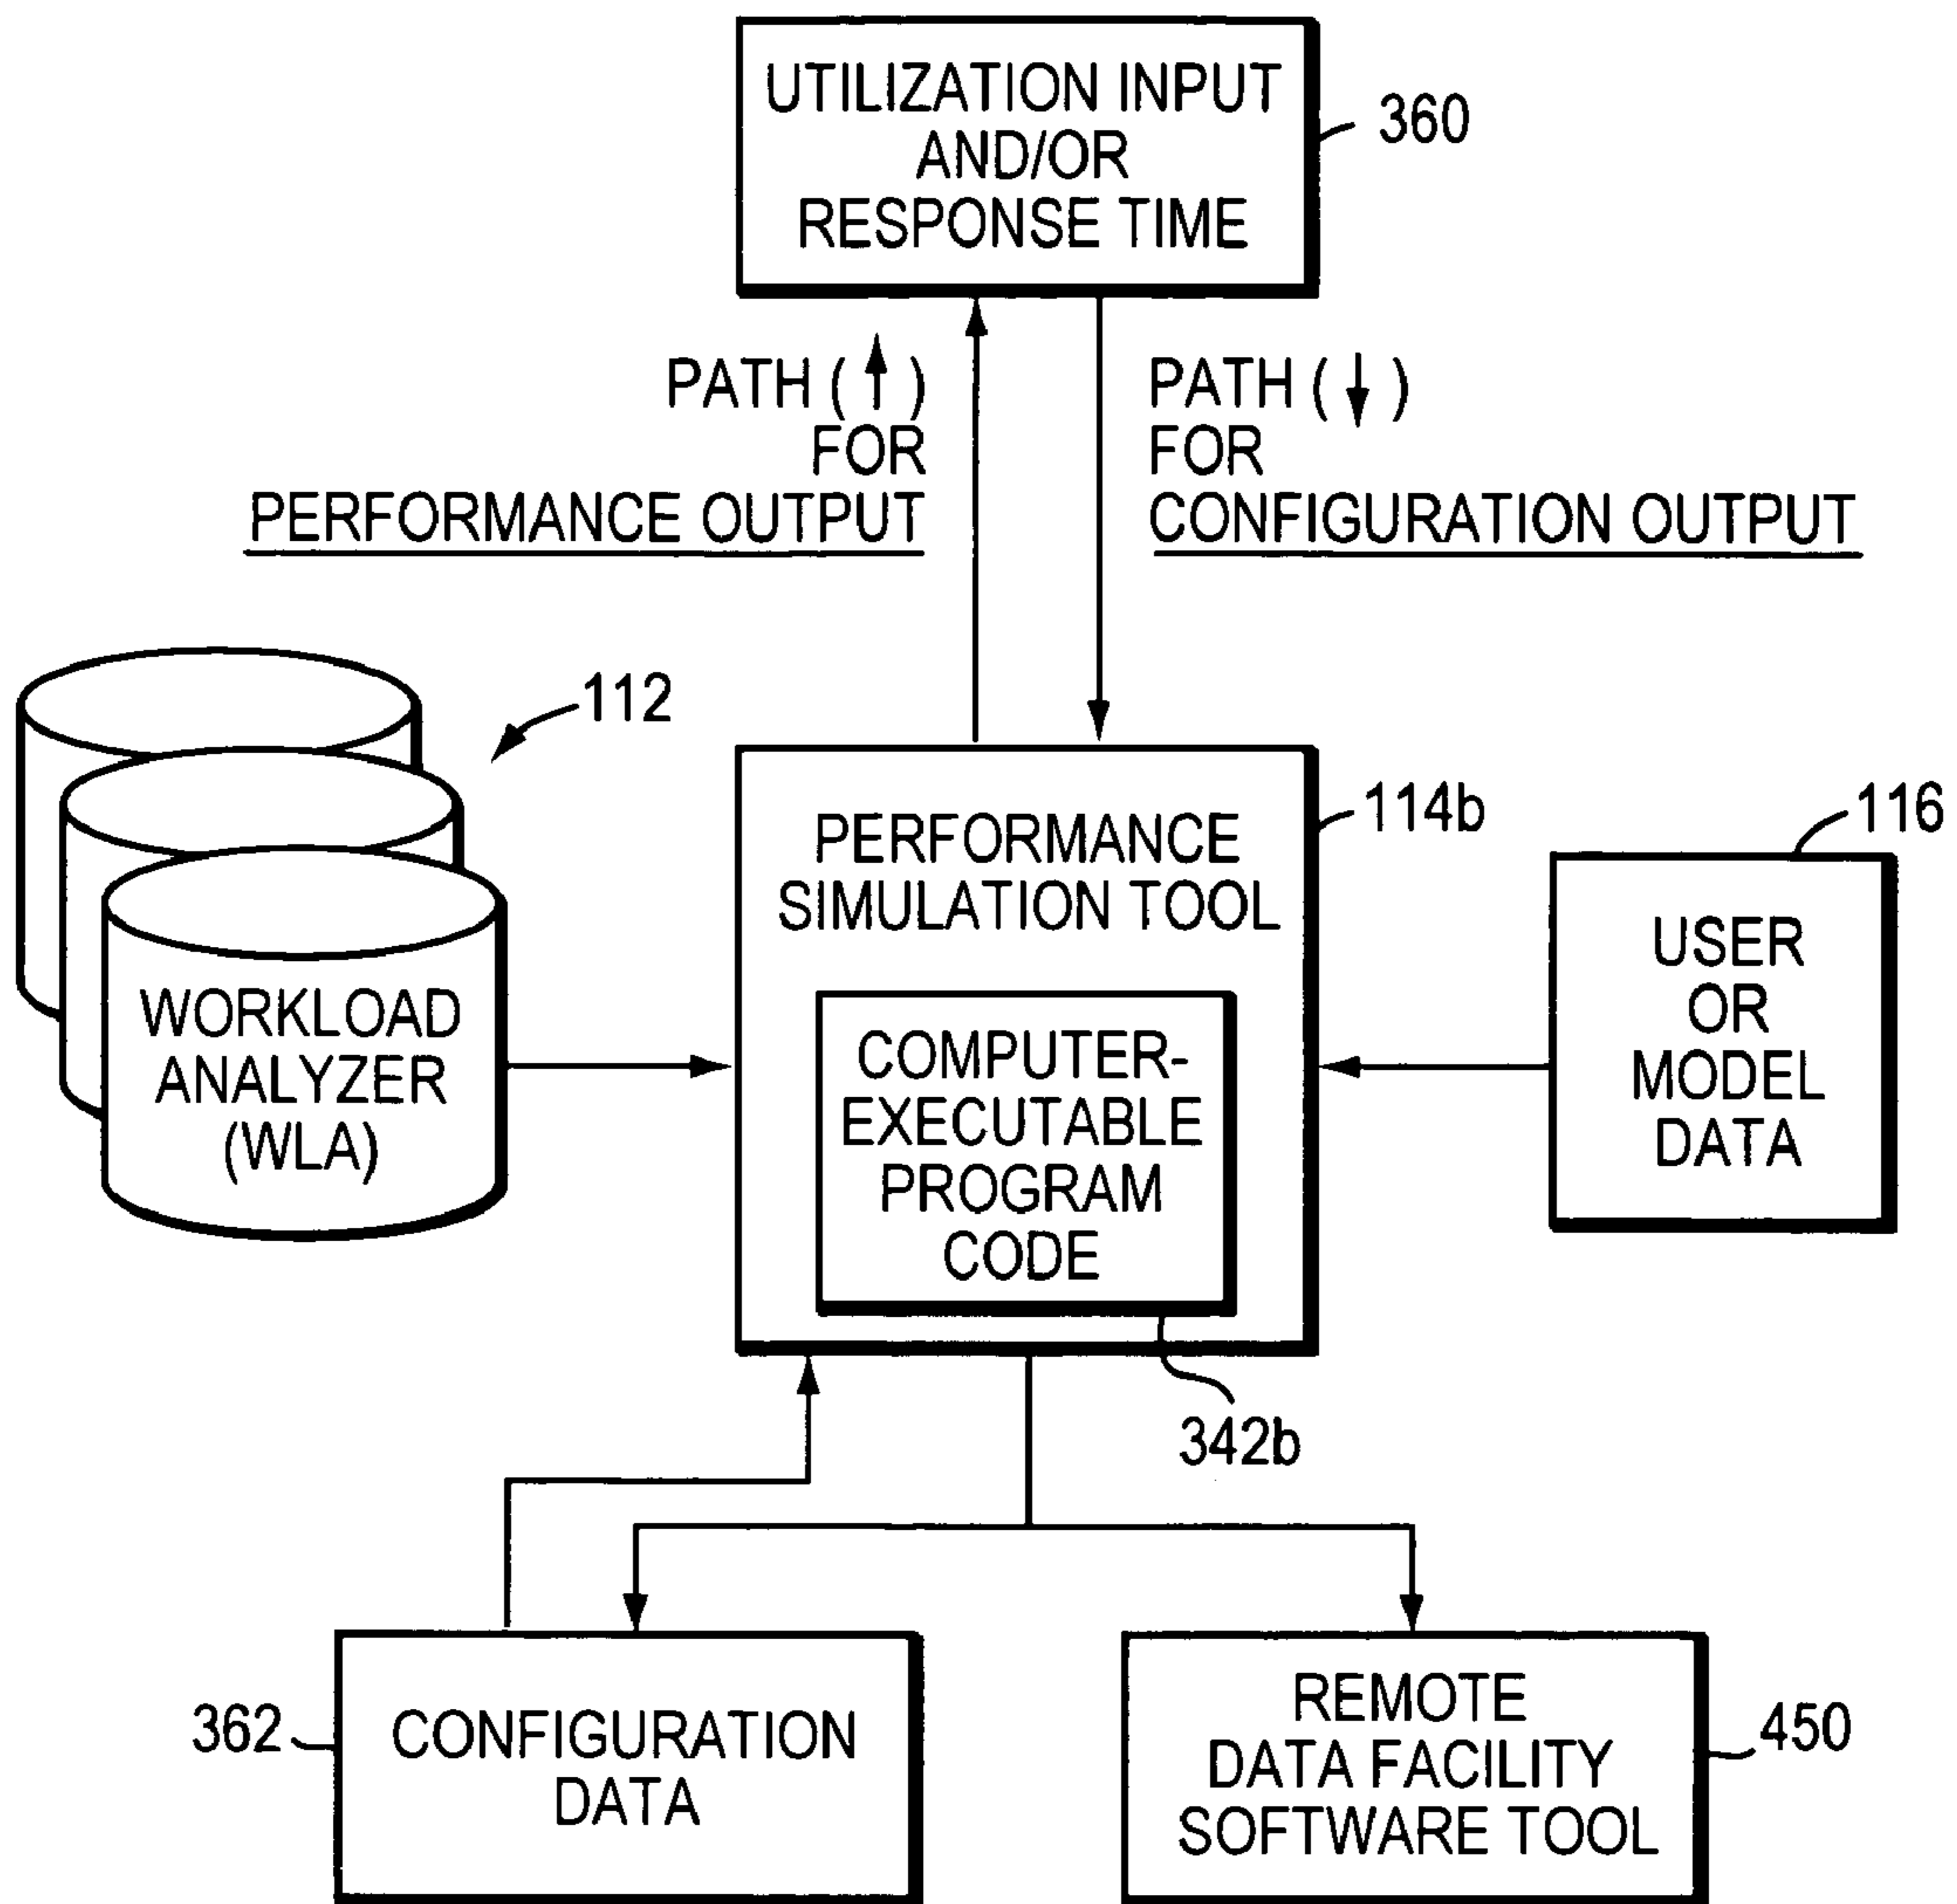 UTILIZATION INPUT
AND/OR
RESPONSE TIME
360
PATH (↑)
FOR
PERFORMANCE OUTPUT
PATH (↓)
FOR
CONFIGURATION OUTPUT
112
WORKLOAD
ANALYZER
(WLA)
PERFORMANCE
SIMULATION TOOL
114b
COMPUTER-
EXECUTABLE
PROGRAM
CODE
342b
116
USER
OR
MODEL
DATA
362
CONFIGURATION
DATA
REMOTE
DATA FACILITY
SOFTWARE TOOL
450